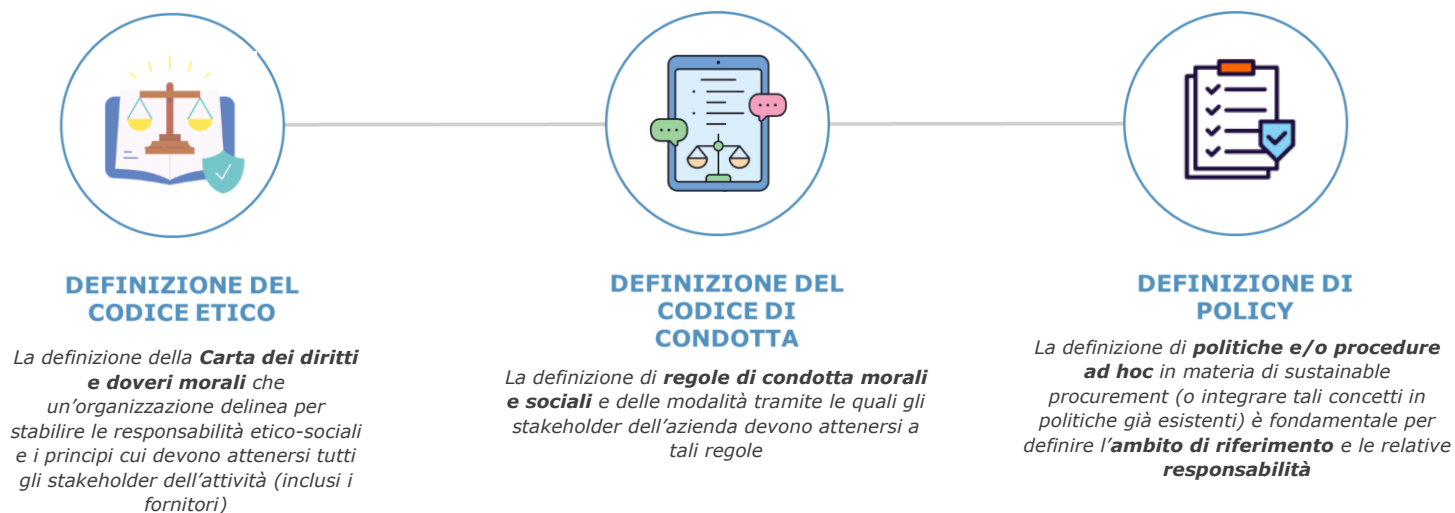 DEFINIZIONE DEL
CODICE ETICO
La definizione della Carta dei diritti
e doveri morali che
un’organizzazione delinea per
stabilire le responsabilità etico-sociali
e i principi cui devono attenersi tutti
gli stakeholder dell’attività (inclusi i
fornitori)
DEFINIZIONE DEL
CODICE DI
CONDOTTA
La definizione di regole di condotta morali
e sociali e delle modalità tramite le quali gli
stakeholder dell’azienda devono attenersi a
tali regole
DEFINIZIONE DI
POLICY
La definizione di politiche e/o procedure
ad hoc in materia di sustainable
procurement (o integrare tali concetti in
politiche già esistenti) è fondamentale per
definire l’ambito di riferimento e le relative
responsabilità